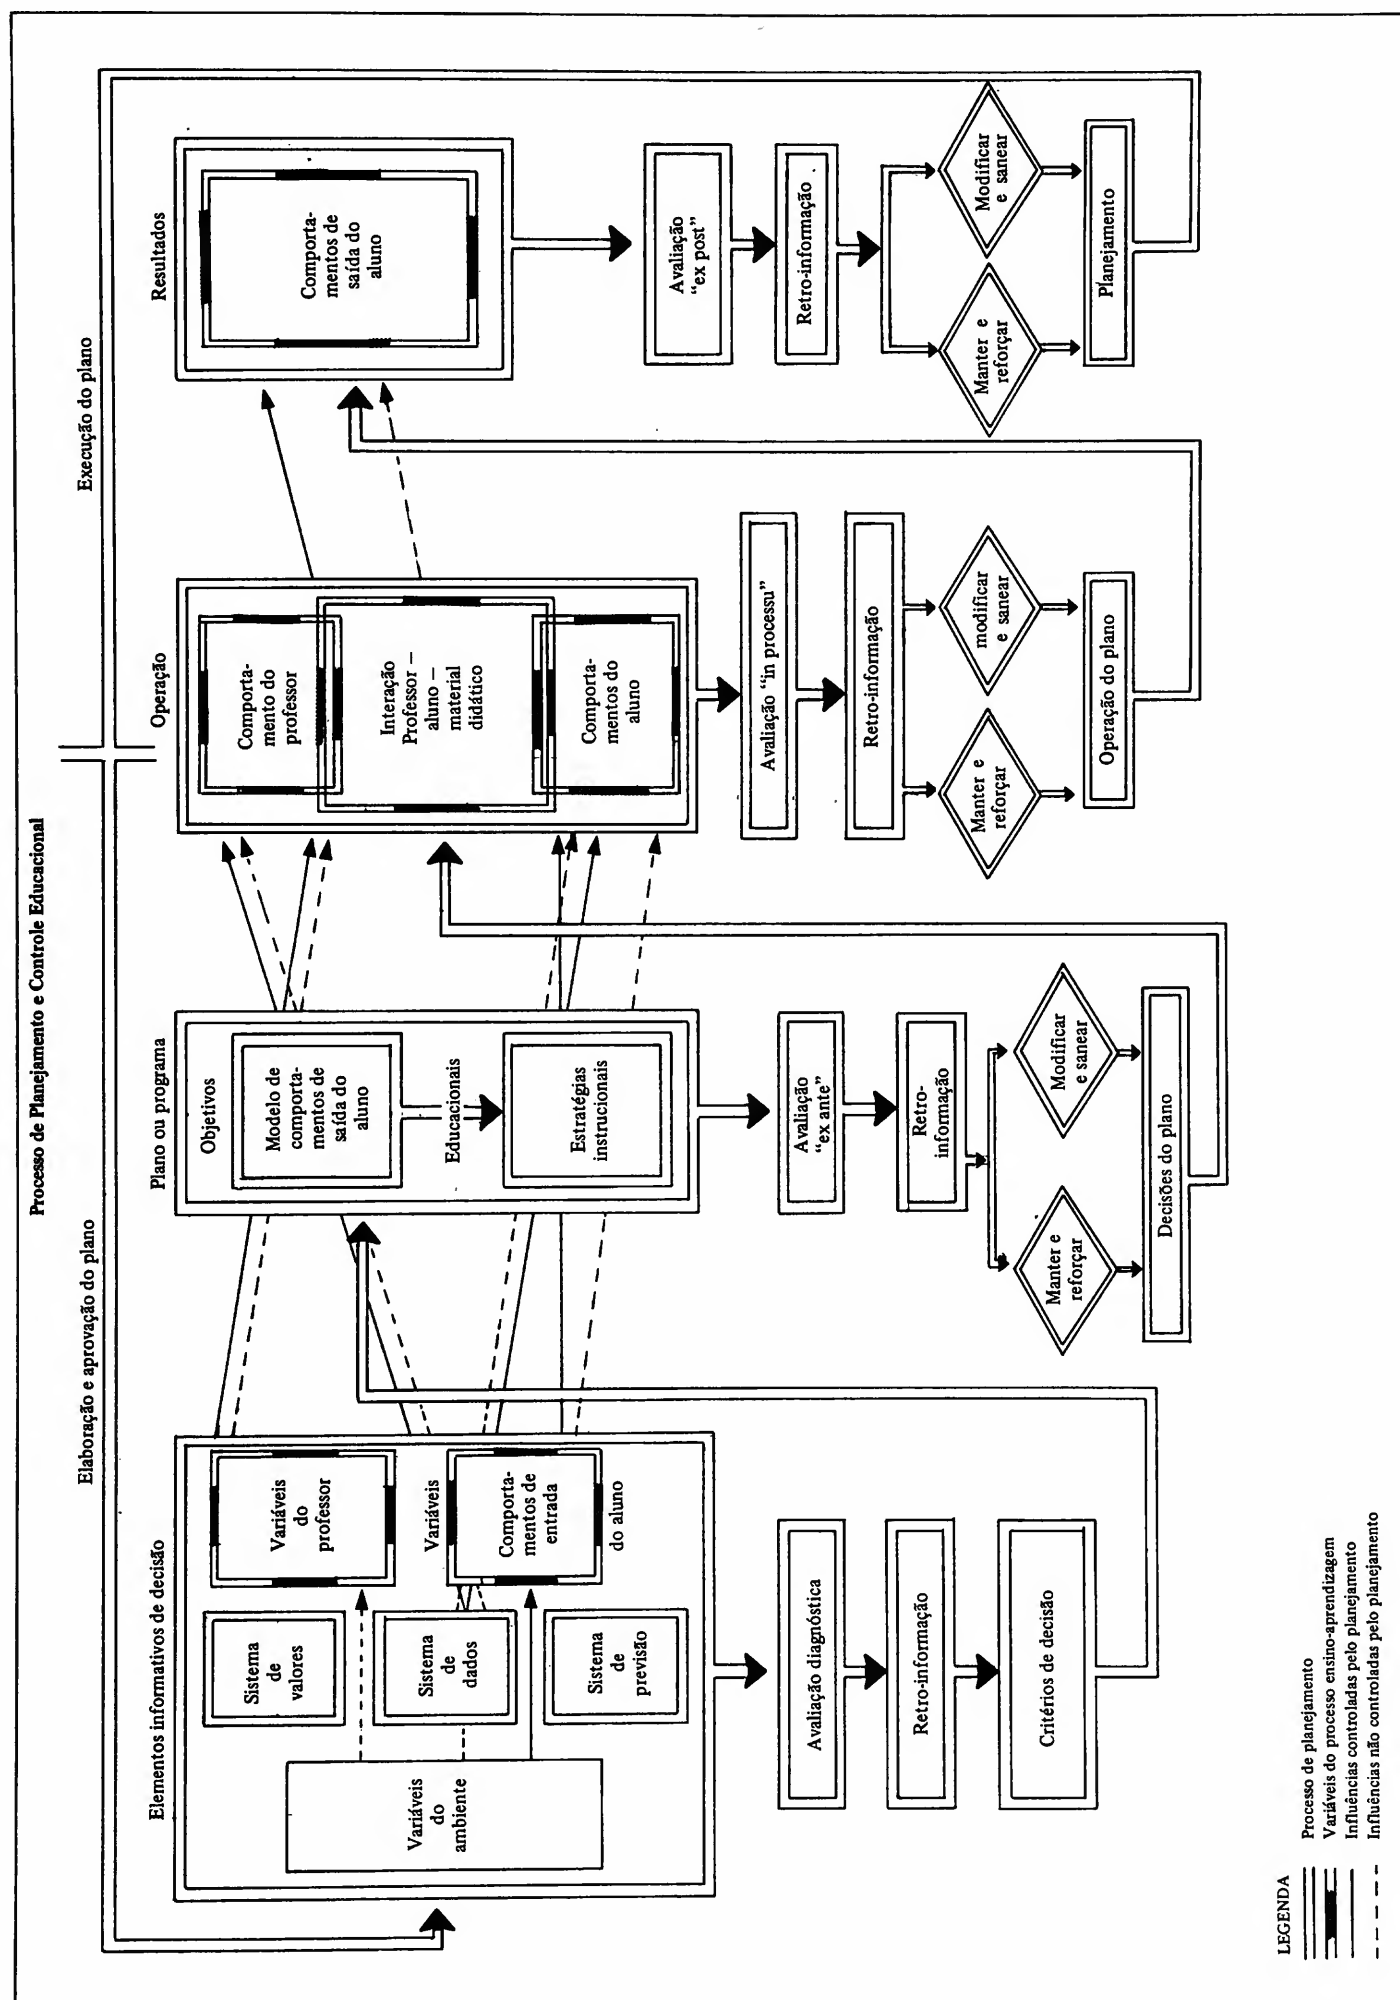 Processo de Planejamento e Controle Educacional
Elaboração e aprovação do plano
Execução do plano
Elementos informativos de decisão
Variáveis
do
ambiente
Sistema
de
valores
Sistema
de
dados
Sistema
de
previsão
Variáveis
do
professor
Variáveis
Comporta-
mentos de
entrada
do aluno
Avaliação diagnóstica
Retro-informação
Critérios de decisão
Plano ou programa
Objetivos
Modelo de
comporta-
mentos de
saída do
aluno
Educacionais
Estratégias
instrucionais
Avaliação
“ex ante”
Retro-
informação
Manter e
reforçar
Modificar
e sanear
Decisões do plano
Operação
Comporta-
mento do
professor
Interação
Professor –
aluno –
material
didático
Comporta-
mentos do
aluno
Avaliação “in processu”
Retro-informação
Manter e
reforçar
modificar
e sanear
Operação do plano
Resultados
Comporta-
mentos de
saída do
aluno
Avaliação
“ex post”
Retro-informação
Manter e
reforçar
Modificar
e sanear
Planejamento
LEGENDA
Processo de planejamento
Variáveis do processo ensino-aprendizagem
Influências controladas pelo planejamento
Influências não controladas pelo planejamento